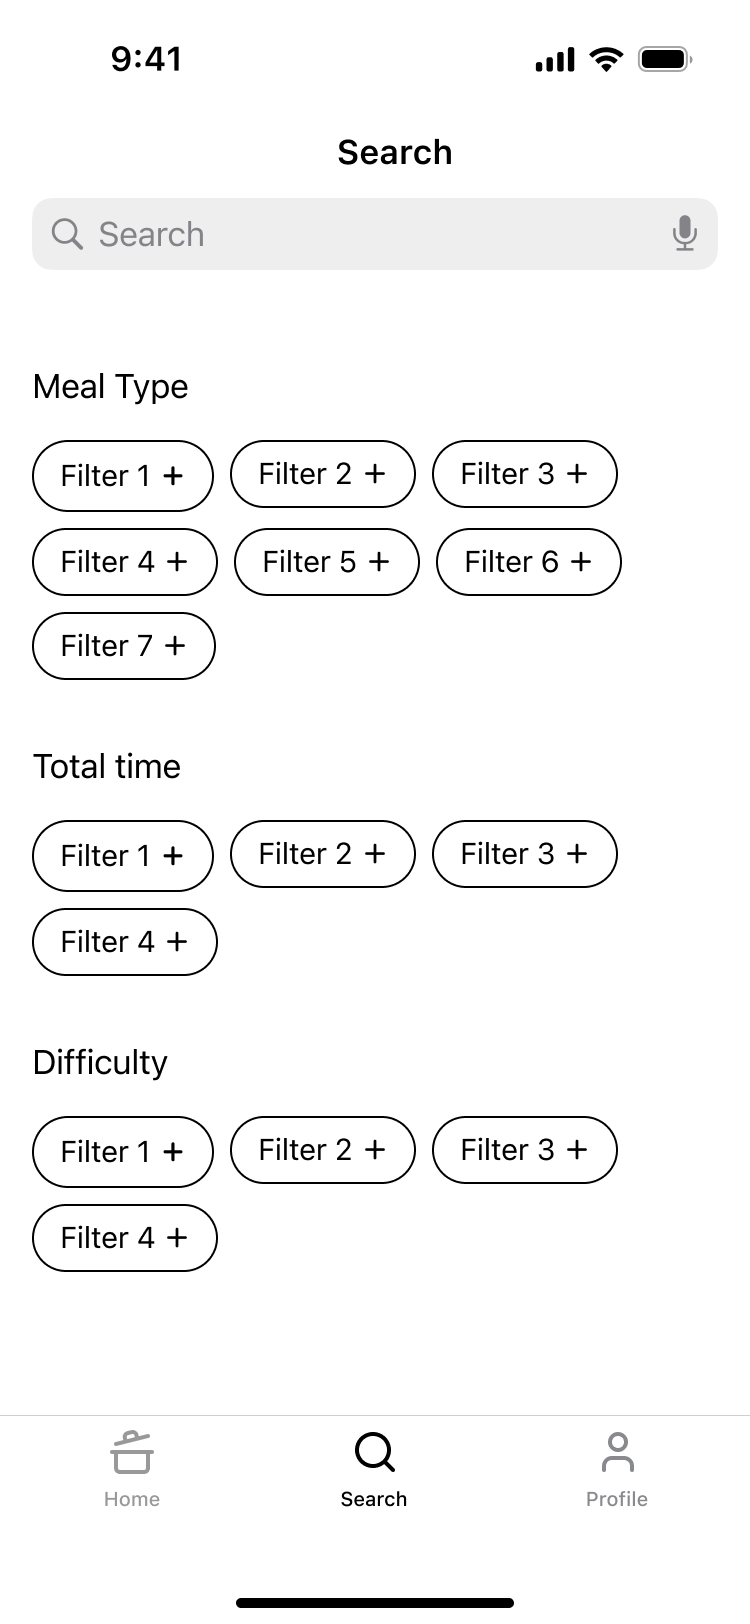 9:41
Search
Search
Meal Type
Filter 1 +
Filter 2 +
Filter 3 +
Filter 4 +
Filter 5 +
Filter 6 +
Filter 7 +
Total time
Filter 1 +
Filter 2 +
Filter 3 +
Filter 4 +
Difficulty
Filter 1 +
Filter 2 +
Filter 3 +
Filter 4 +
Home
Search
Profile